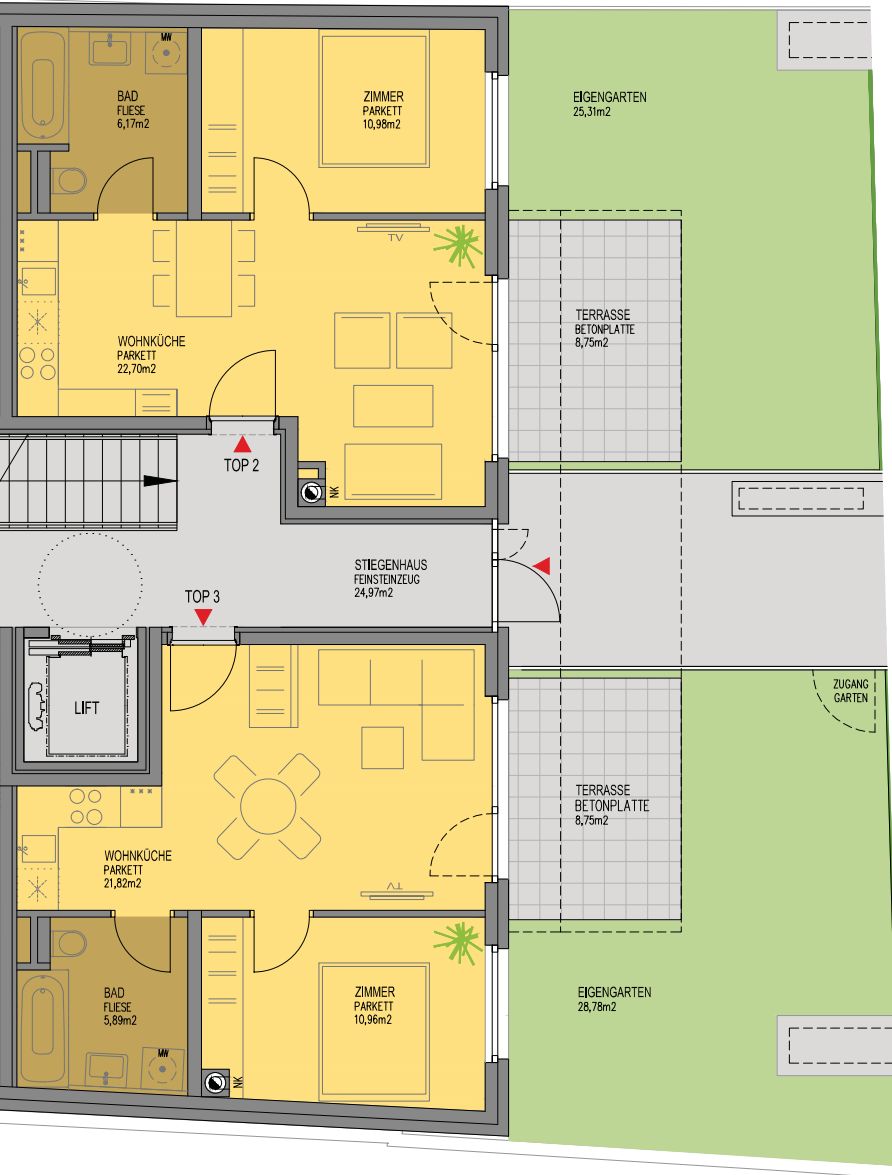 MW
BAD
FLIESE
6,17m2
ZIMMER
PARKETT
10,98m2
EIGENGARTEN
25,31m2
TV
WOHNKÜCHE
PARKETT
22,70m2
TERRASSE
BETONPLATTE
8,75m2
TOP 2
NK
STIEGENHAUS
FEINSTEINZEUG
24,97m2
TOP 3
LIFT
ZUGANG
GARTEN
TERRASSE
BETONPLATTE
8,75m2
WOHNKÜCHE
PARKETT
21,82m2
TV
BAD
FLIESE
5,89m2
ZIMMER
PARKETT
10,96m2
EIGENGARTEN
28,78m2
MW
NK